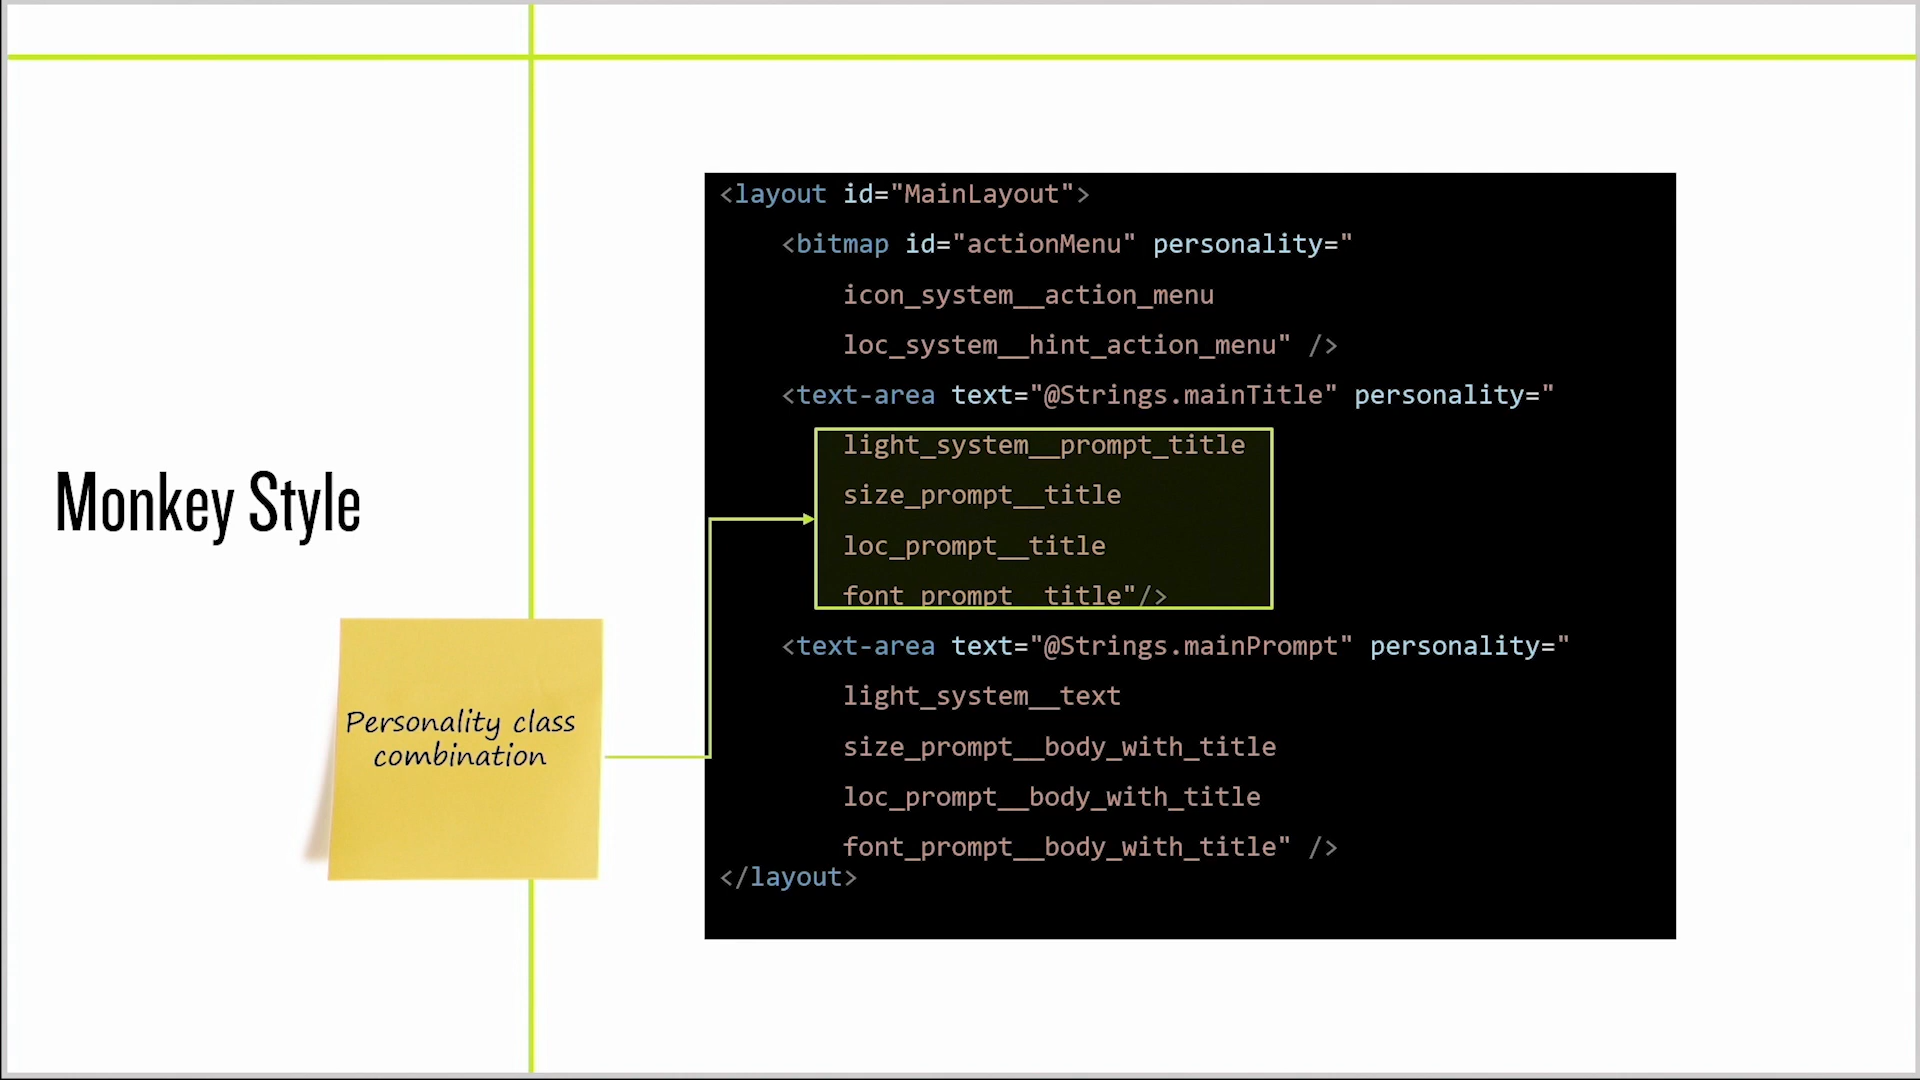 Monkey Style
Personality class
combination
<layout id="MainLayout">
<bitmap id="actionMenu" personality="
icon_system__action_menu
loc_system__hint_action_menu" />
<text-area text="@Strings.mainTitle" personality="
light_system__prompt_title
size_prompt__title
loc_prompt__title
font_prompt__title"/>
<text-area text="@Strings.mainPrompt" personality="
light_system__text
size_prompt__body_with_title
loc_prompt__body_with_title
font_prompt__body_with_title" />
</layout>